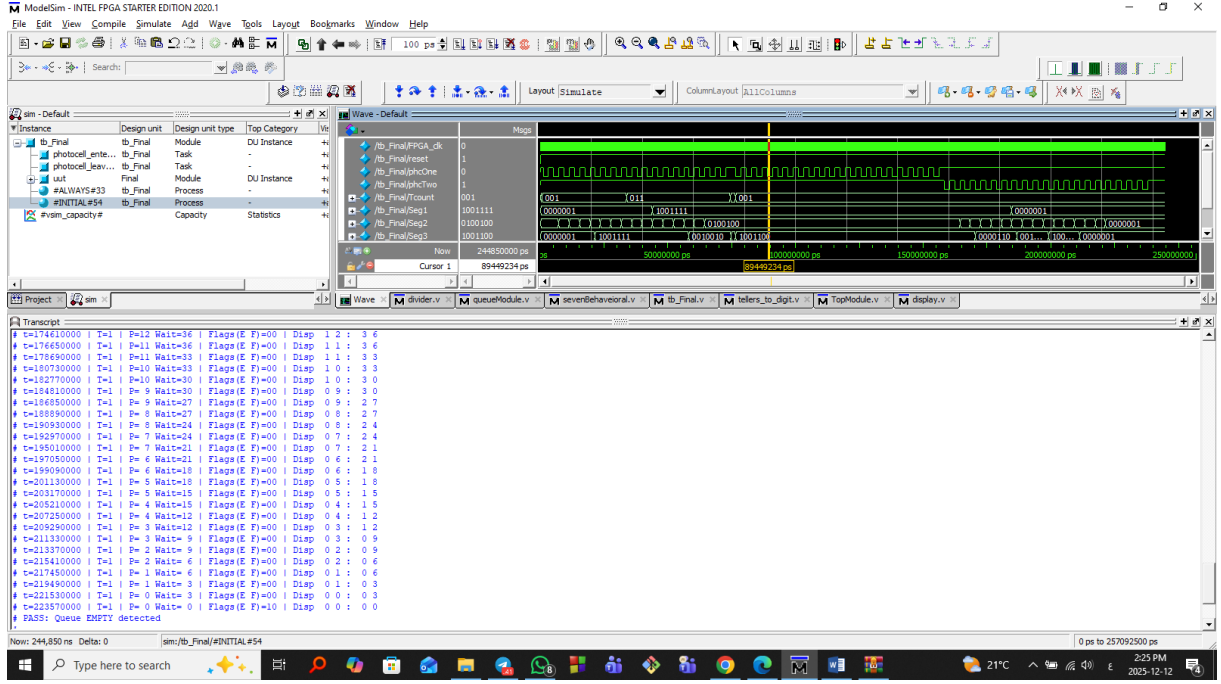 ModelSim - INTEL FPGA STARTER EDITION 2020.1
File Edit View Compile Simulate Add Wave Tools Layout Bookmarks Window Help
100 ps
Search:
Layout Simulate
ColumnLayout AllColumns
sim - Default
Instance Design unit Design unit type Top Category
tb_Final tb_Final Module DU Instance
photocell_ente... tb_Final Task -
photocell_leav... tb_Final Task -
uut Final Module DU Instance
#ALWAYS#33 tb_Final Process -
#INITIAL#54 tb_Final Process -
#vsim_capacity# Capacity Statistics -
Wave - Default
Msgs
/tb_Final/FPGA_clk 0
/tb_Final/reset 1
/tb_Final/phcOne 0
/tb_Final/phcTwo 1
/tb_Final/Tcount 001 001 011 001
/tb_Final/Seg1 1001111 0000001 1001111 0000001
/tb_Final/Seg2 0100100 0100100 0000001
/tb_Final/Seg3 1001100 0000001 1001111 0010010 1001100 0000110 001... 100... 0000001
Now 244850000 ps ps 50000000 ps 100000000 ps 150000000 ps 200000000 ps
Cursor 1 89449234 ps 89449234 ps
Project sim
Wave divider.v queueModule.v sevenBehaveioral.v tb_Final.v tellers_to_digit.v TopModule.v display.v
Transcript
# t=174610000 | T=1 | P=12 Wait=36 | Flags(E F)=00 | Disp 1 2 : 3 6
# t=176650000 | T=1 | P=11 Wait=36 | Flags(E F)=00 | Disp 1 1 : 3 6
# t=178690000 | T=1 | P=11 Wait=33 | Flags(E F)=00 | Disp 1 1 : 3 3
# t=180730000 | T=1 | P=10 Wait=33 | Flags(E F)=00 | Disp 1 0 : 3 3
# t=182770000 | T=1 | P=10 Wait=30 | Flags(E F)=00 | Disp 1 0 : 3 0
# t=184810000 | T=1 | P= 9 Wait=30 | Flags(E F)=00 | Disp 0 9 : 3 0
# t=186850000 | T=1 | P= 9 Wait=27 | Flags(E F)=00 | Disp 0 9 : 2 7
# t=188890000 | T=1 | P= 8 Wait=27 | Flags(E F)=00 | Disp 0 8 : 2 7
# t=190930000 | T=1 | P= 8 Wait=24 | Flags(E F)=00 | Disp 0 8 : 2 4
# t=192970000 | T=1 | P= 7 Wait=24 | Flags(E F)=00 | Disp 0 7 : 2 4
# t=195010000 | T=1 | P= 7 Wait=21 | Flags(E F)=00 | Disp 0 7 : 2 1
# t=197050000 | T=1 | P= 6 Wait=21 | Flags(E F)=00 | Disp 0 6 : 2 1
# t=199090000 | T=1 | P= 6 Wait=18 | Flags(E F)=00 | Disp 0 6 : 1 8
# t=201130000 | T=1 | P= 5 Wait=18 | Flags(E F)=00 | Disp 0 5 : 1 8
# t=203170000 | T=1 | P= 5 Wait=15 | Flags(E F)=00 | Disp 0 5 : 1 5
# t=205210000 | T=1 | P= 4 Wait=15 | Flags(E F)=00 | Disp 0 4 : 1 5
# t=207250000 | T=1 | P= 4 Wait=12 | Flags(E F)=00 | Disp 0 4 : 1 2
# t=209290000 | T=1 | P= 3 Wait=12 | Flags(E F)=00 | Disp 0 3 : 1 2
# t=211330000 | T=1 | P= 3 Wait= 9 | Flags(E F)=00 | Disp 0 3 : 0 9
# t=213370000 | T=1 | P= 2 Wait= 9 | Flags(E F)=00 | Disp 0 2 : 0 9
# t=215410000 | T=1 | P= 2 Wait= 6 | Flags(E F)=00 | Disp 0 2 : 0 6
# t=217450000 | T=1 | P= 1 Wait= 6 | Flags(E F)=00 | Disp 0 1 : 0 6
# t=219490000 | T=1 | P= 1 Wait= 3 | Flags(E F)=00 | Disp 0 1 : 0 3
# t=221530000 | T=1 | P= 0 Wait= 3 | Flags(E F)=00 | Disp 0 0 : 0 3
# t=223570000 | T=1 | P= 0 Wait= 0 | Flags(E F)=10 | Disp 0 0 : 0 0
# PASS: Queue EMPTY detected
Now: 244,850 ns Delta: 0 sim:/tb_Final/#INITIAL#54 0 ps to 257092500 ps
Type here to search
21°C
ع
2:25 PM
2025-12-12